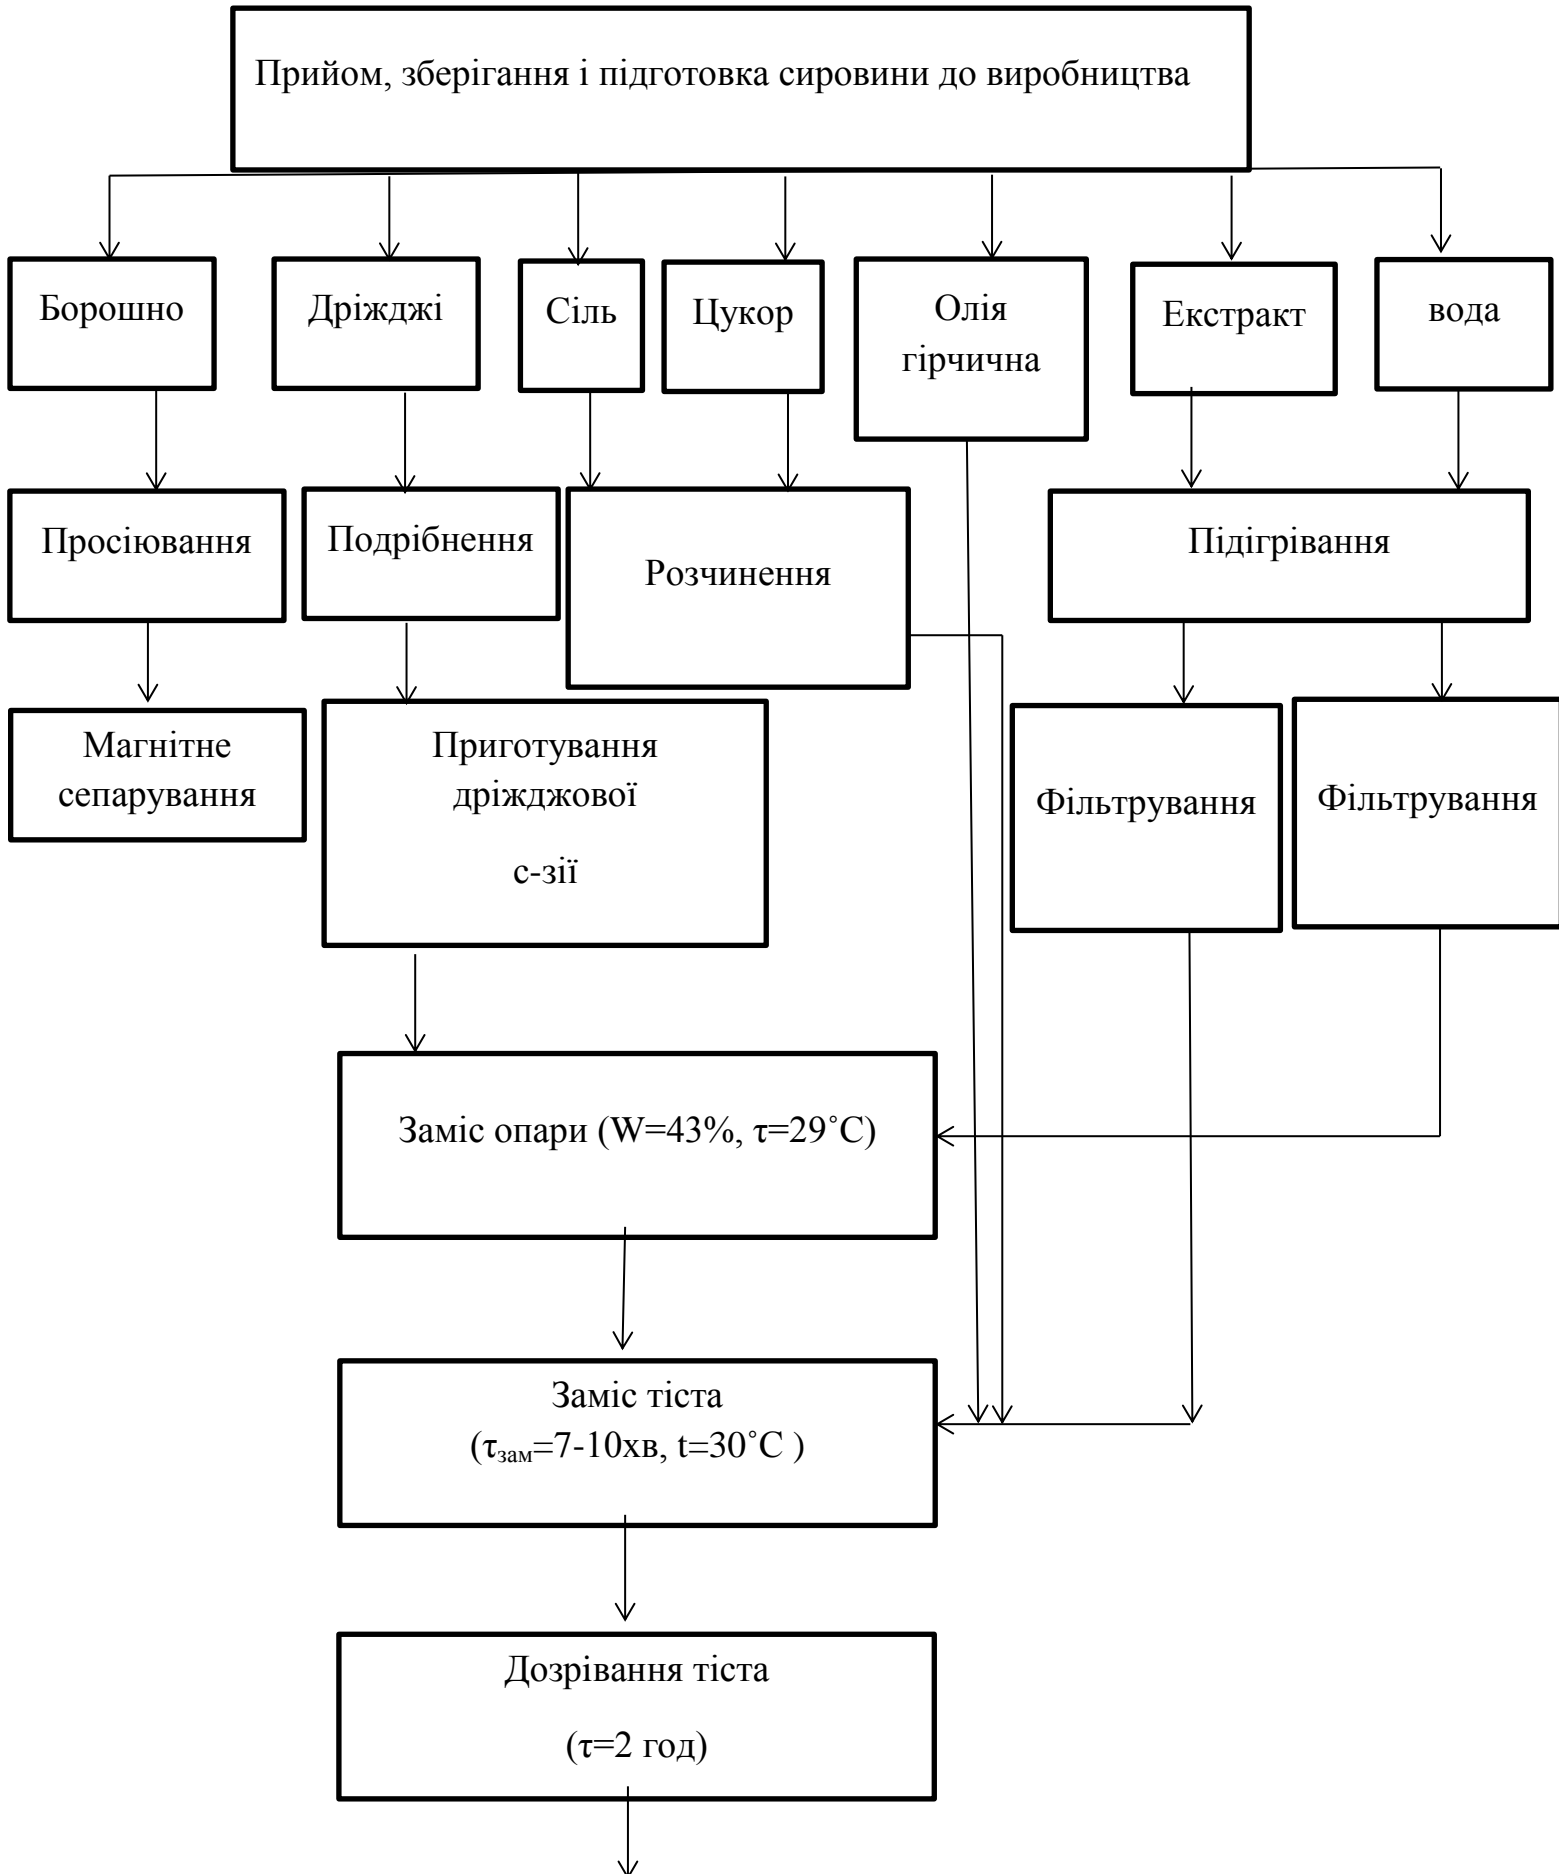 Прийом, зберігання і підготовка сировини до виробництва
Борошно
Дріжджі
Сіль
Цукор
Олія
гірчична
Екстракт
вода
Просіювання
Подрібнення
Розчинення
Підігрівання
Магнітне
сепарування
Приготування
дріжджової
с-зії
Фільтрування
Фільтрування
Заміс опари (W=43%, τ=29˚С)
Заміс тіста
(τзам=7-10хв, t=30˚С )
Дозрівання тіста
(τ=2 год)